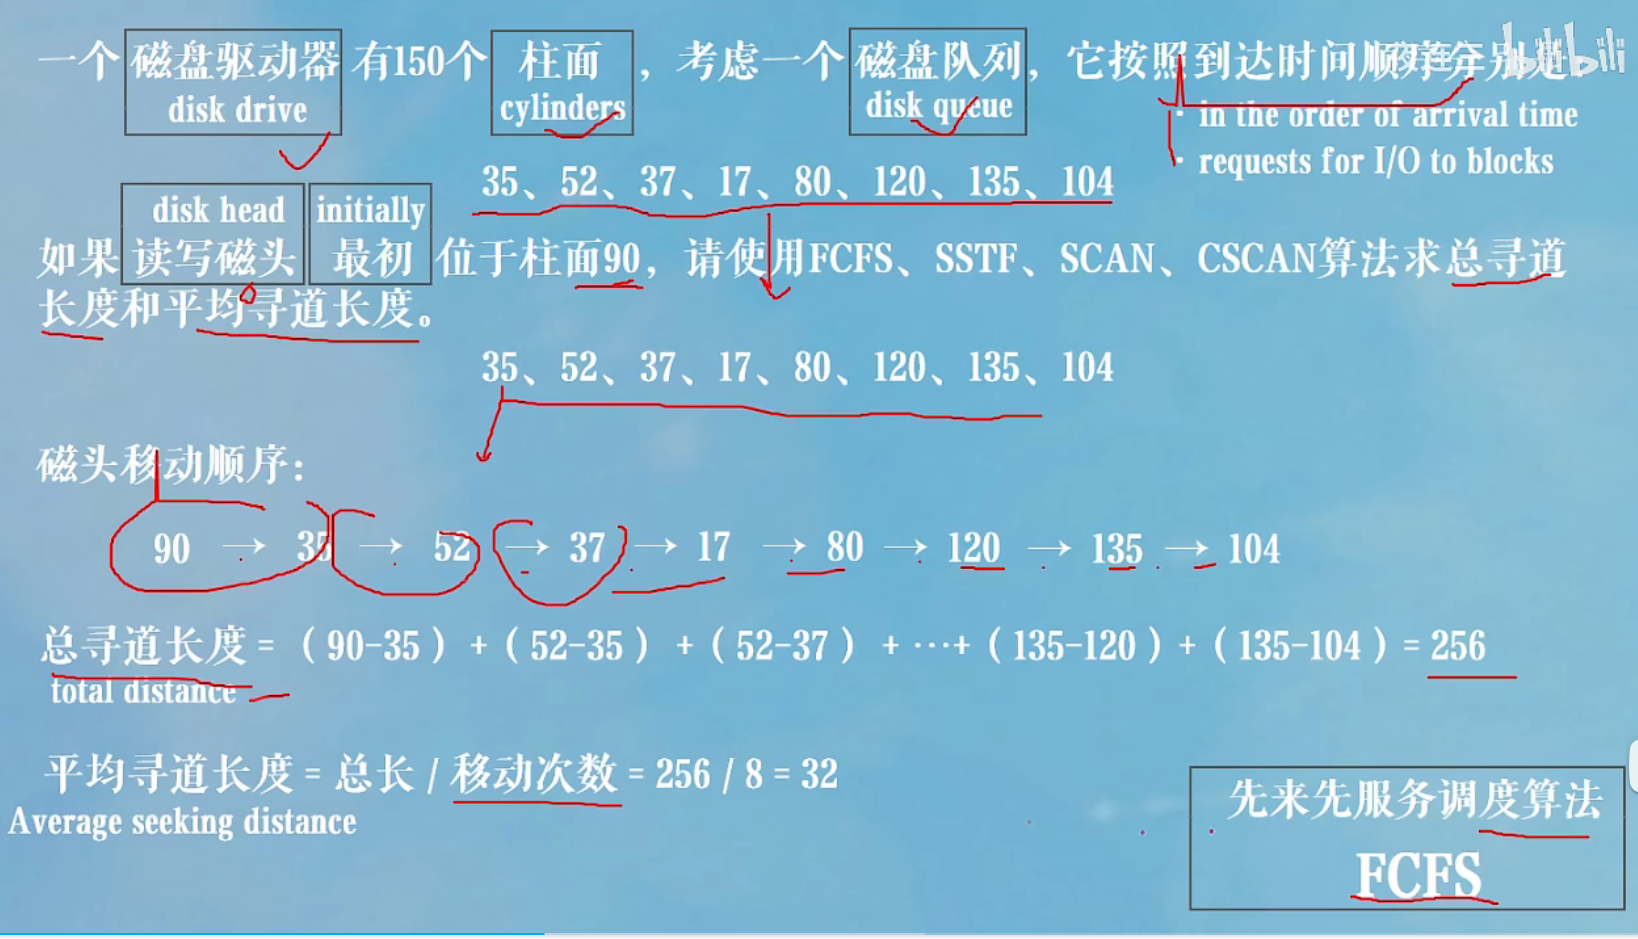 bilibili
一个 磁盘驱动器 有150个 柱面 ，考虑一个 磁盘队列，它按照到达时间顺序分别是
disk drive cylinders disk queue
· in the order of arrival time
· requests for I/O to blocks
35、52、37、17、80、120、135、104
disk head initially
如果 读写磁头 最初 位于柱面90，请使用FCFS、SSTF、SCAN、CSCAN算法求总寻道
长度和平均寻道长度。
35、52、37、17、80、120、135、104
磁头移动顺序：
90 → 35 → 52 → 37 → 17 → 80 → 120 → 135 → 104
总寻道长度 = （90-35）+（52-35）+（52-37）+ ···+（135-120）+（135-104）= 256
total distance
平均寻道长度 = 总长 / 移动次数 = 256 / 8 = 32
Average seeking distance
先来先服务调度算法
FCFS